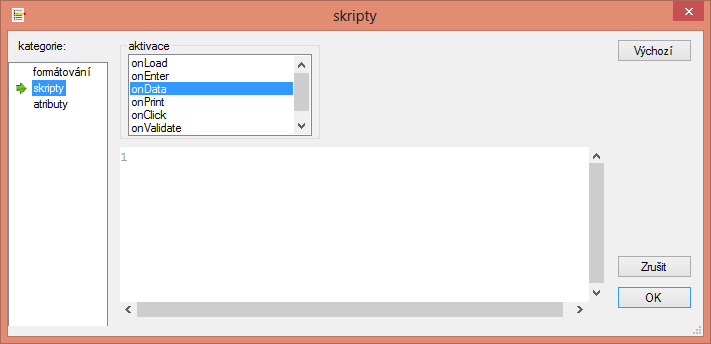 skripty
kategorie:
formátování
skripty
atributy
aktivace
onLoad
onEnter
onData
onPrint
onClick
onValidate
1
Výchozí
Zrušit
OK